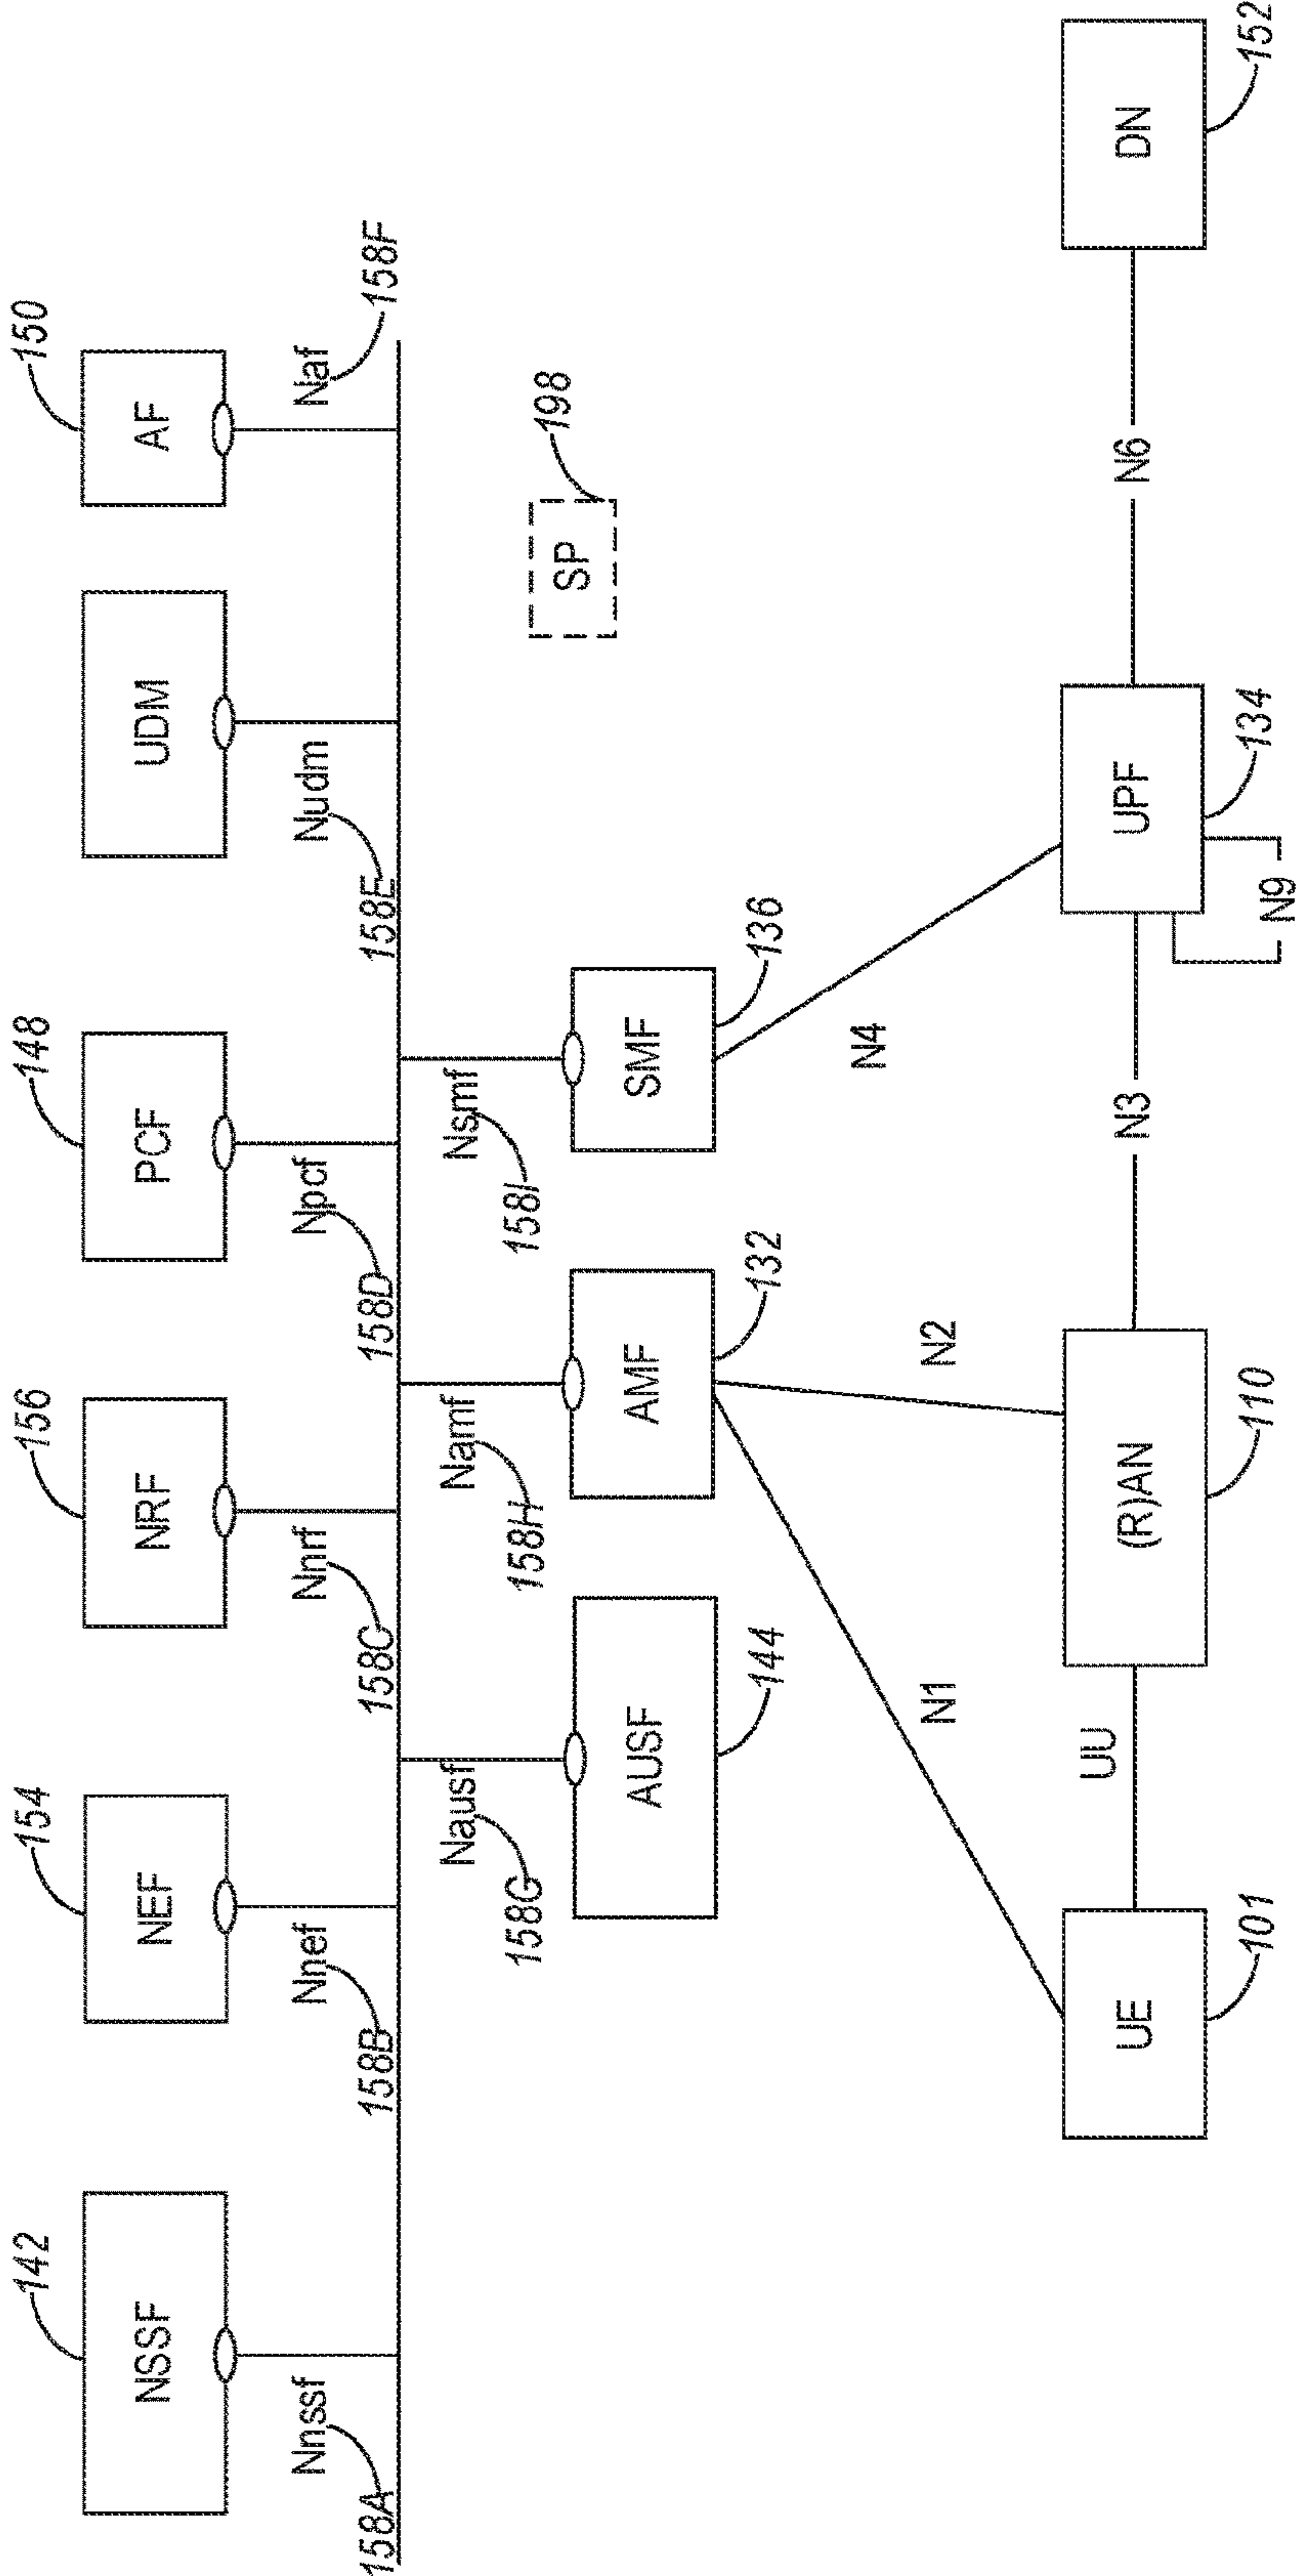 142
154
156
148
150
NSSF
NEF
NRF
PCF
UDM
AF
Nnssf
Nnef
Nnrf
Npcf
Nudm
Naf
158A
158B
158C
158D
158E
158F
Nausf
Namf
Nsmf
158G
158H
158I
198
AUSF
AMF
SMF
SP
144
132
136
N1
N2
N4
UU
N3
N6
UE
(R)AN
UPF
DN
101
110
134
152
N9